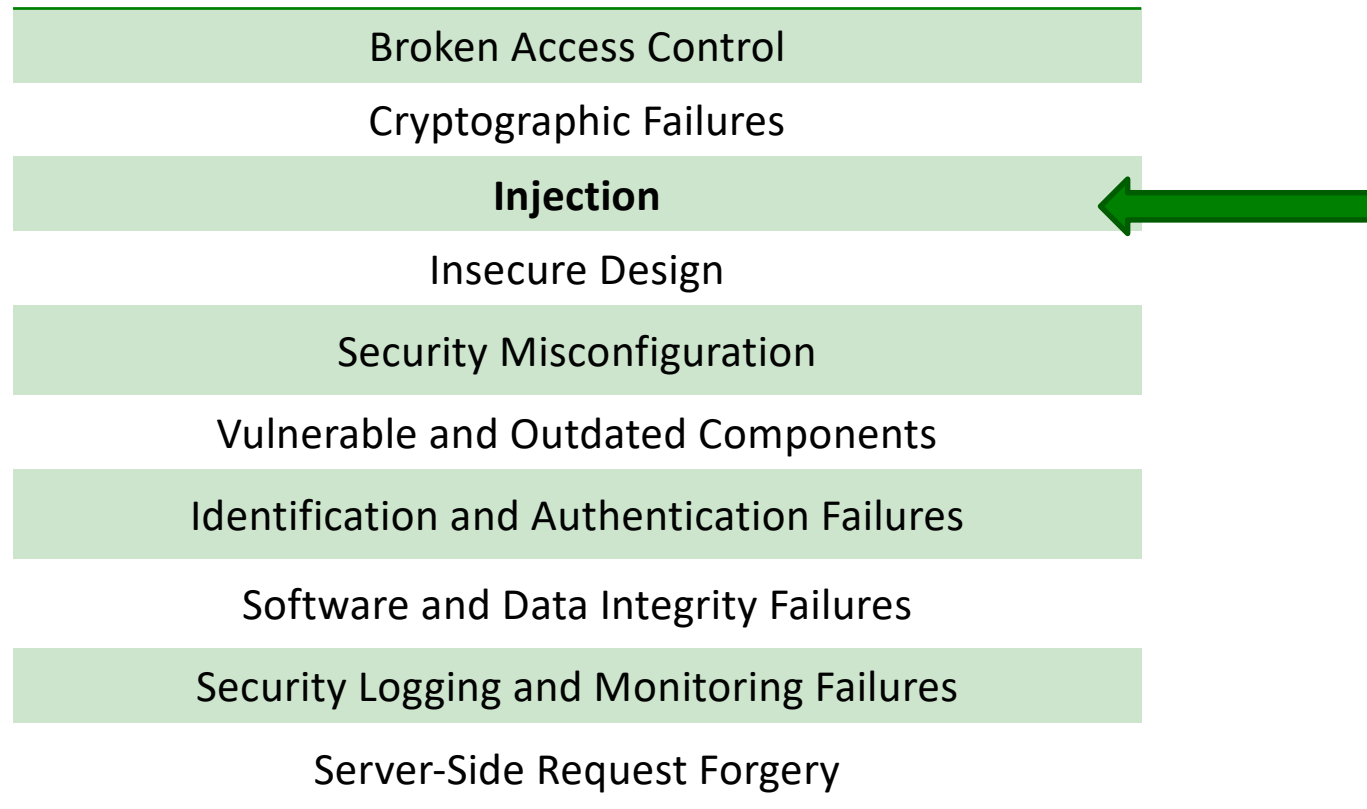 Broken Access Control
Cryptographic Failures
Injection
Insecure Design
Security Misconfiguration
Vulnerable and Outdated Components
Identification and Authentication Failures
Software and Data Integrity Failures
Security Logging and Monitoring Failures
Server-Side Request Forgery